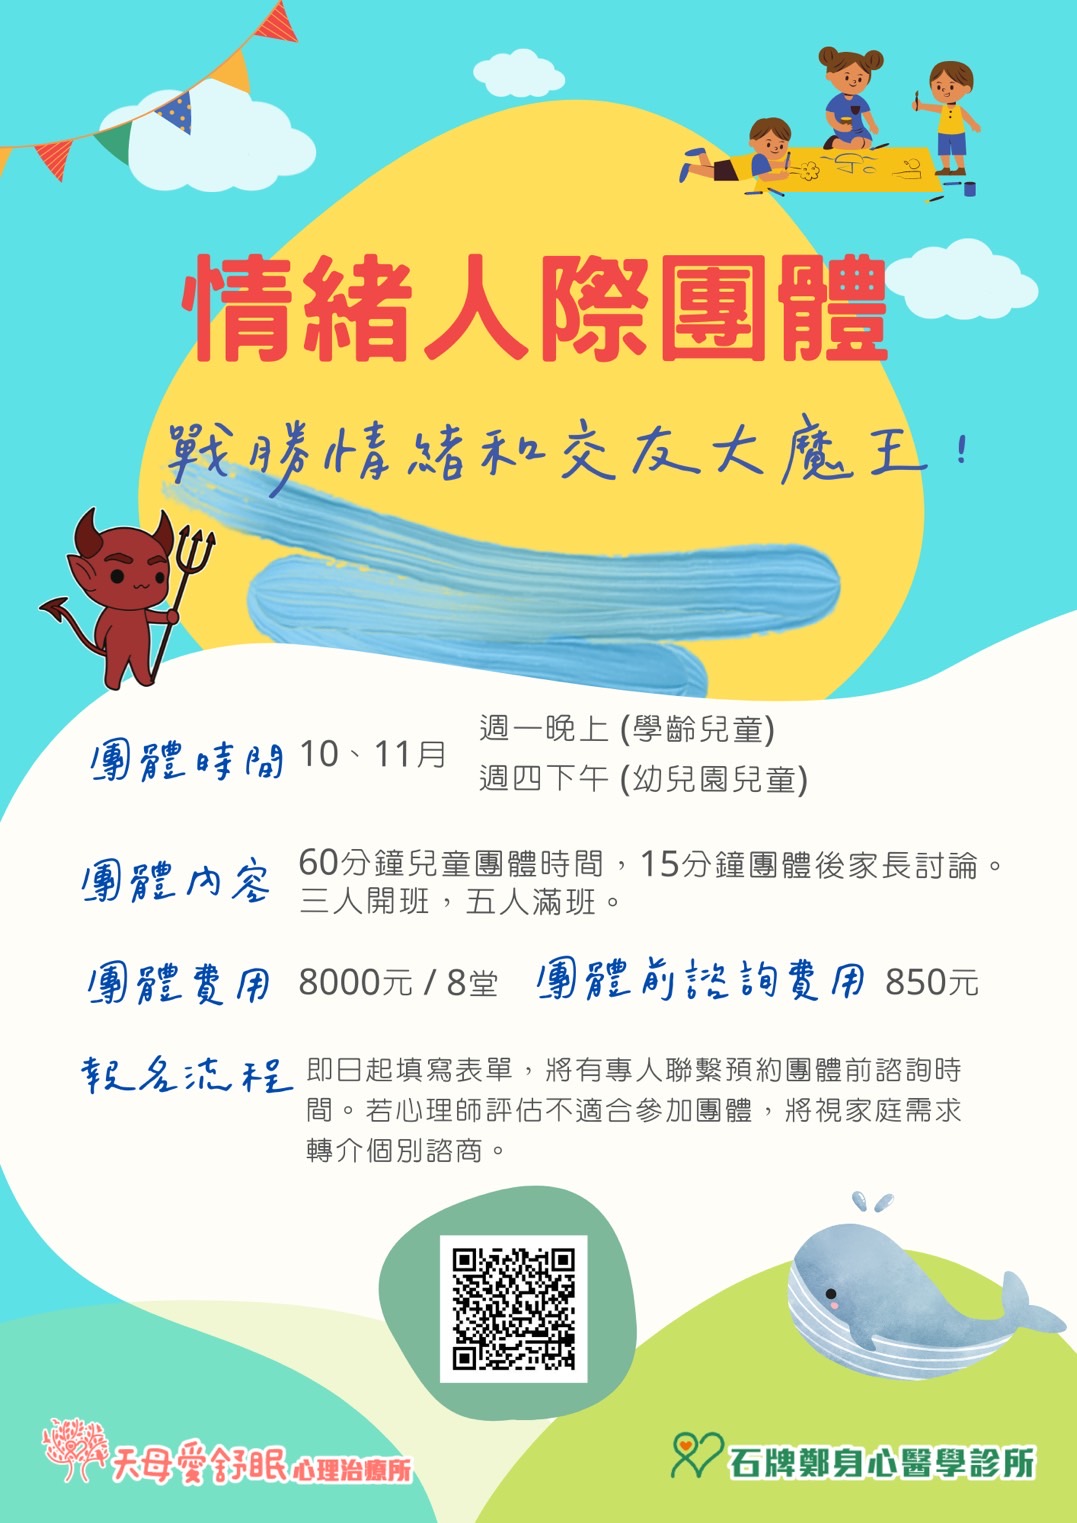 情緒人際團體
戰勝情緒和交友大魔王！
團體時間 10、11月
週一晚上 (學齡兒童)
週四下午 (幼兒園兒童)
團體內容 60分鐘兒童團體時間，15分鐘團體後家長討論。
三人開班，五人滿班。
團體費用 8000元 / 8堂 團體前諮詢費用 850元
報名流程 即日起填寫表單，將有專人聯繫預約團體前諮詢時
間。若心理師評估不適合參加團體，將視家庭需求
轉介個別諮商。
天母愛舒眠心理治療所
石牌鄭身心醫學診所